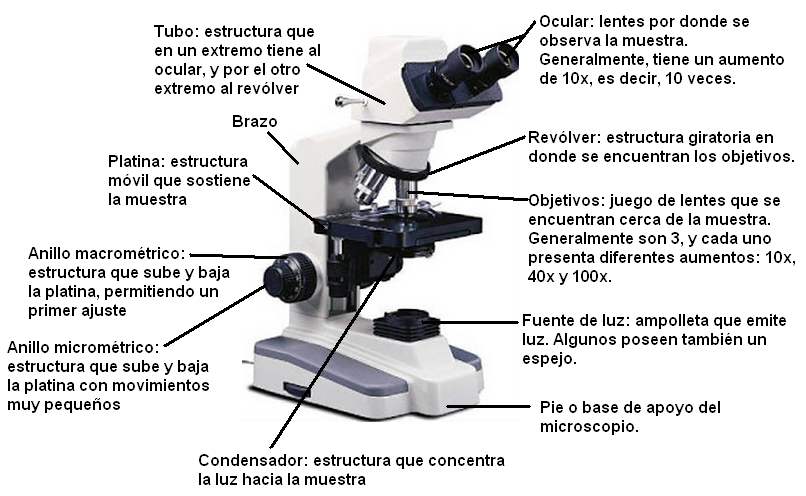 Tubo: estructura que
en un extremo tiene al
ocular, y por el otro
extremo al revólver
Ocular: lentes por donde se
observa la muestra.
Generalmente, tiene un aumento
de 10x, es decir, 10 veces.
Brazo
Revólver: estructura giratoria en
donde se encuentran los objetivos.
Platina: estructura
móvil que sostiene
la muestra
Objetivos: juego de lentes que se
encuentran cerca de la muestra.
Generalmente son 3, y cada uno
presenta diferentes aumentos: 10x,
40x y 100x.
Anillo macrométrico:
estructura que sube y baja
la platina, permitiendo un
primer ajuste
Fuente de luz: ampolleta que emite
luz. Algunos poseen también un
espejo.
Anillo micrométrico:
estructura que sube y baja
la platina con movimientos
muy pequeños
Pie o base de apoyo del
microscopio.
Condensador: estructura que concentra
la luz hacia la muestra